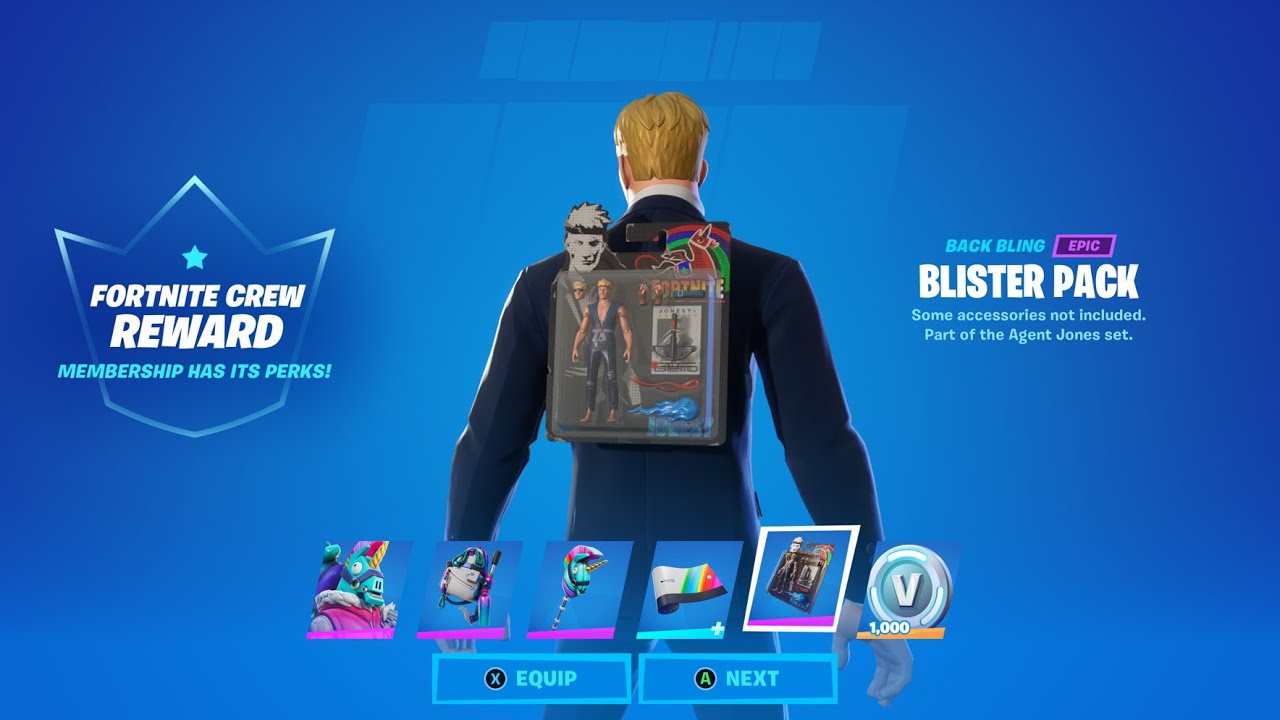 FORTNITE CREW
REWARD
MEMBERSHIP HAS ITS PERKS!
BACK BLING EPIC
BLISTER PACK
Some accessories not included.
Part of the Agent Jones set.
FORTNITE
JONESY
JONESY
V
1,000
X EQUIP
A NEXT